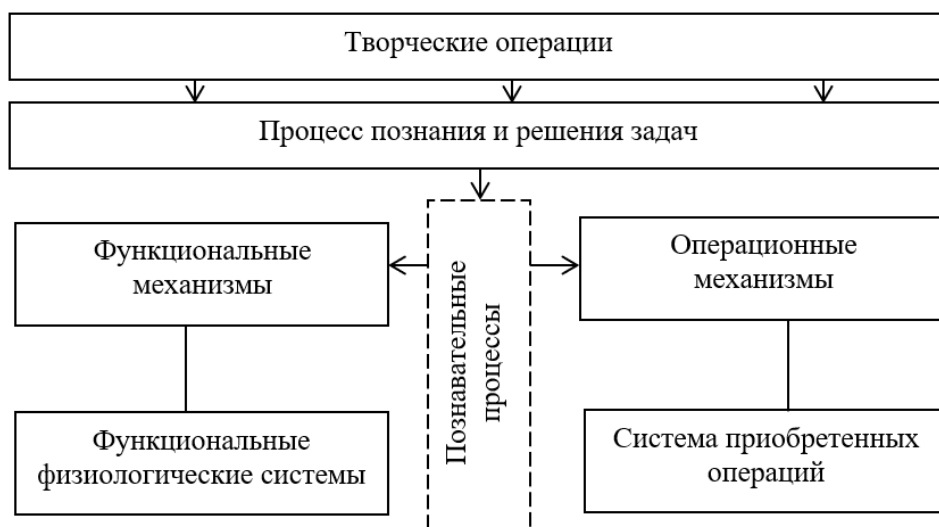 Творческие операции
Процесс познания и решения задач
Функциональные
механизмы
Познавательные
процессы
Операционные
механизмы
Функциональные
физиологические системы
Система приобретенных
операций